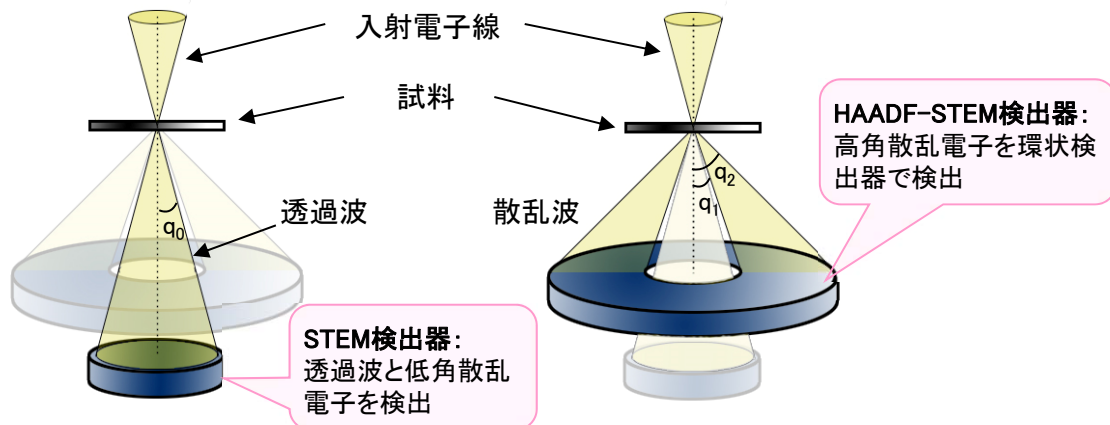 入射電子線
試料
HAADF-STEM検出器：
高角散乱電子を環状検
出器で検出
透過波
散乱波
q0
q2
q1
STEM検出器：
透過波と低角散乱
電子を検出